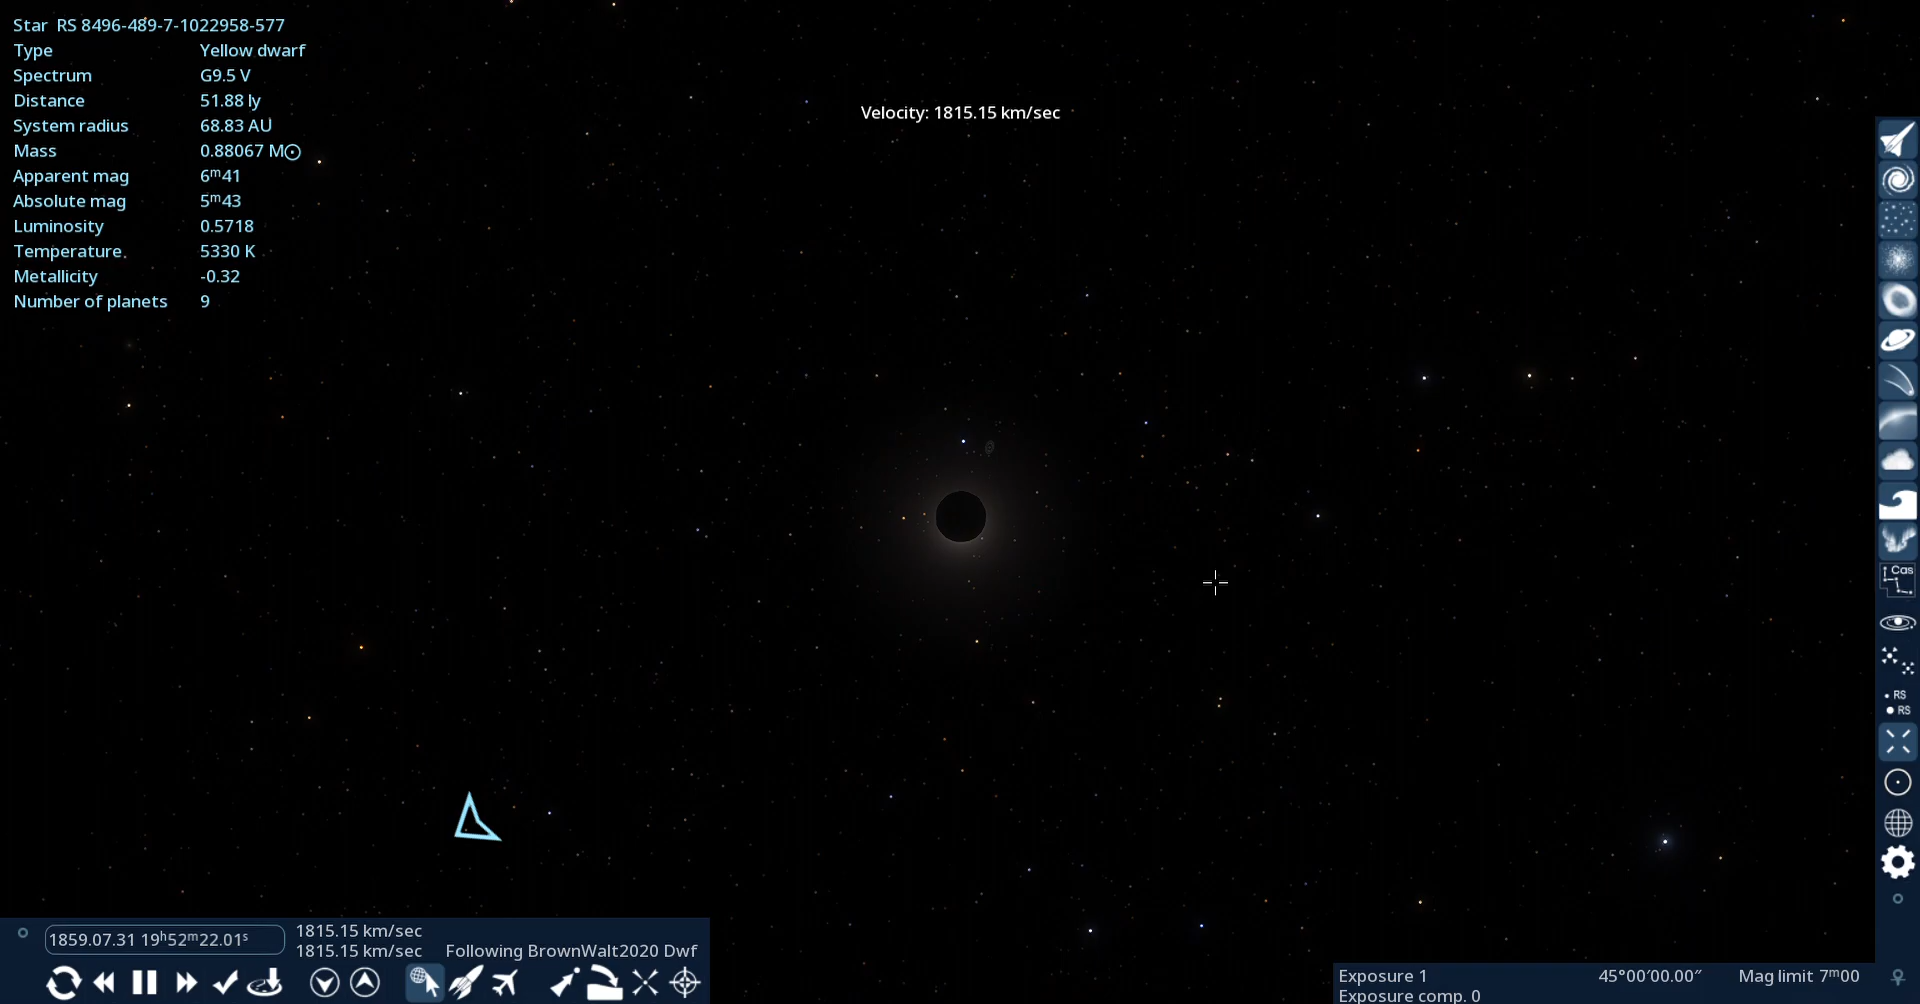 Star RS 8496-489-7-1022958-577
Type Yellow dwarf
Spectrum G9.5 V
Distance 51.88 ly
System radius 68.83 AU
Mass 0.88067 M☉
Apparent mag 6ᵐ41
Absolute mag 5ᵐ43
Luminosity 0.5718
Temperature 5330 K
Metallicity -0.32
Number of planets 9
Velocity: 1815.15 km/sec
Cas
RS
RS
1859.07.31 19ʰ52ᵐ22.01ˢ
1815.15 km/sec
1815.15 km/sec Following BrownWalt2020 Dwf
Exposure 1 45°00′00.00″ Mag limit 7ᵐ00
Exposure comp. 0